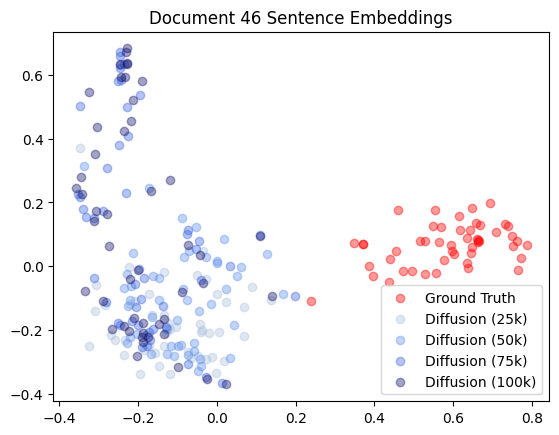 Document 46 Sentence Embeddings
0.6
0.4
0.2
0.0
−0.2
−0.4
Ground Truth
Diffusion (25k)
Diffusion (50k)
Diffusion (75k)
Diffusion (100k)
−0.4 −0.2 0.0 0.2 0.4 0.6 0.8